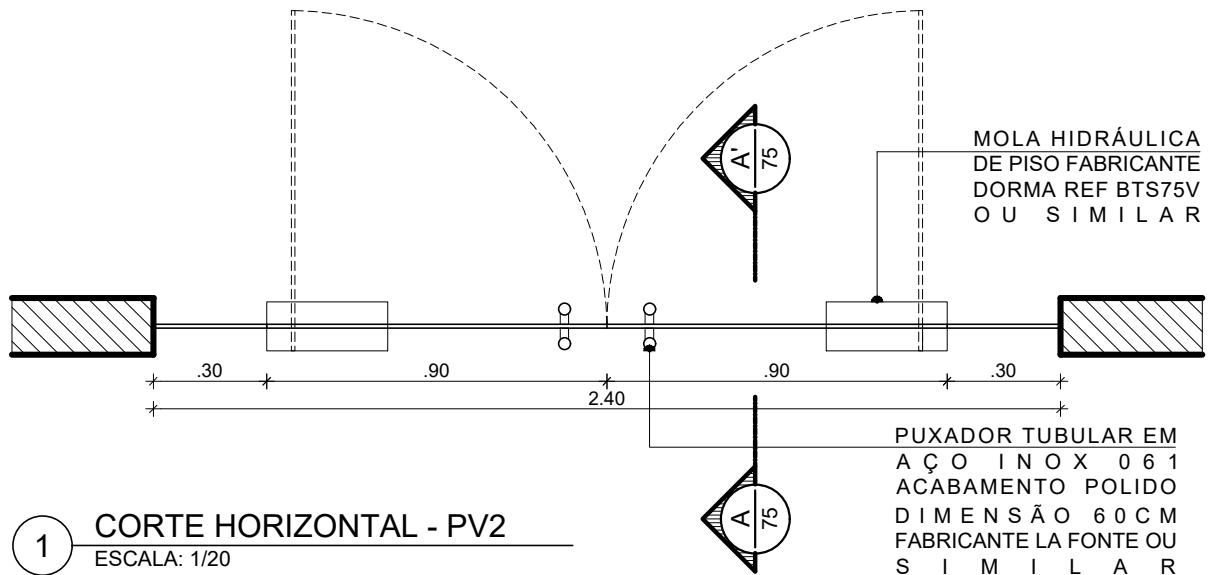 A'
75
MOLA HIDRÁULICA
DE PISO FABRICANTE
DORMA REF BTS75V
OU SIMILAR
.30
.90
.90
.30
2.40
PUXADOR TUBULAR EM
AÇO INOX 061
ACABAMENTO POLIDO
DIMENSÃO 60CM
FABRICANTE LA FONTE OU
SIMILAR
A
75
1
CORTE HORIZONTAL - PV2
ESCALA: 1/20